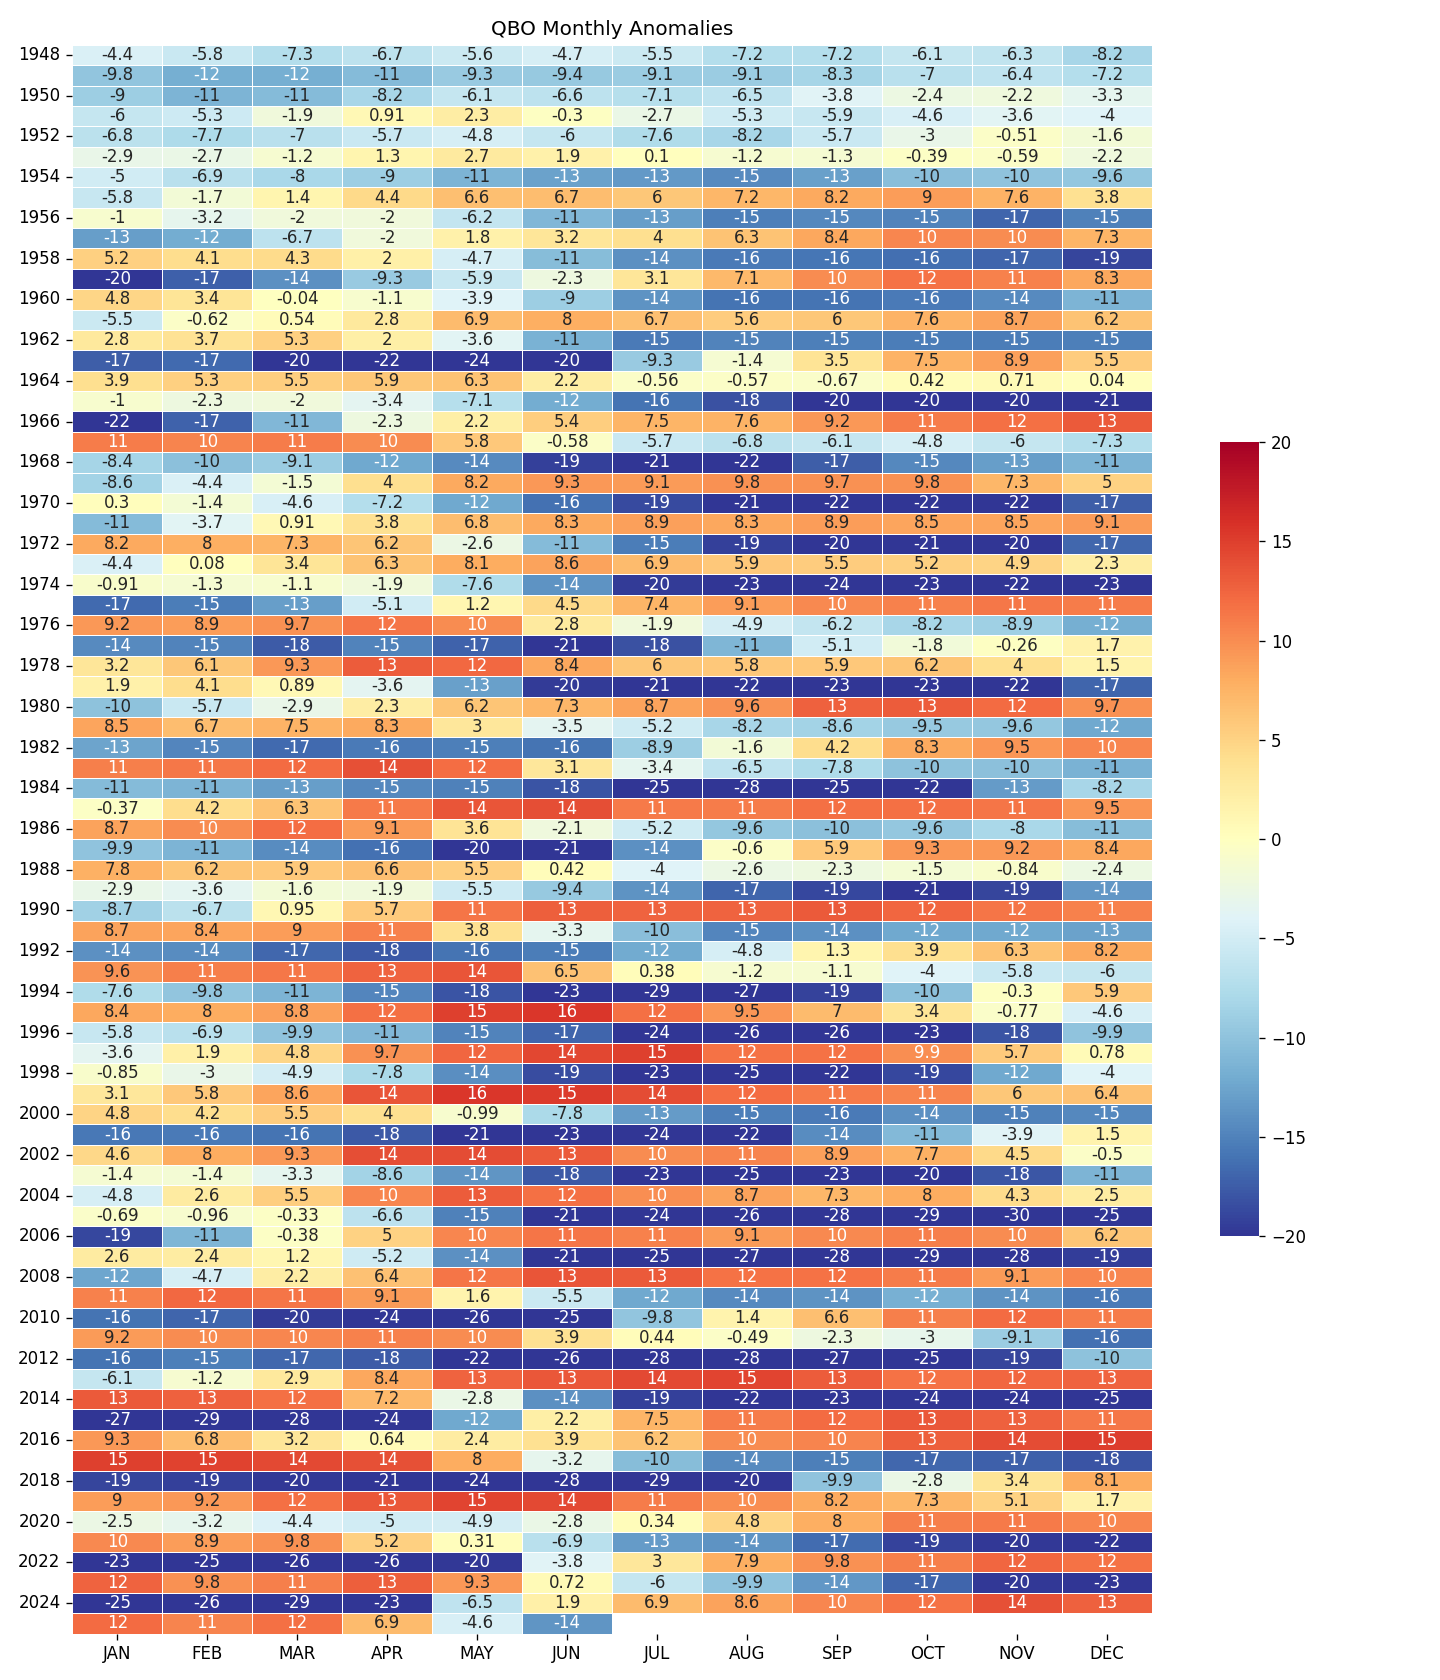 QBO Monthly Anomalies
1948 -4.4 -5.8 -7.3 -6.7 -5.6 -4.7 -5.5 -7.2 -7.2 -6.1 -6.3 -8.2
-9.8 -12 -12 -11 -9.3 -9.4 -9.1 -9.1 -8.3 -7 -6.4 -7.2
1950 -9 -11 -11 -8.2 -6.1 -6.6 -7.1 -6.5 -3.8 -2.4 -2.2 -3.3
-6 -5.3 -1.9 0.91 2.3 -0.3 -2.7 -5.3 -5.9 -4.6 -3.6 -4
1952 -6.8 -7.7 -7 -5.7 -4.8 -6 -7.6 -8.2 -5.7 -3 -0.51 -1.6
-2.9 -2.7 -1.2 1.3 2.7 1.9 0.1 -1.2 -1.3 -0.39 -0.59 -2.2
1954 -5 -6.9 -8 -9 -11 -13 -13 -15 -13 -10 -10 -9.6
-5.8 -1.7 1.4 4.4 6.6 6.7 6 7.2 8.2 9 7.6 3.8
1956 -1 -3.2 -2 -2 -6.2 -11 -13 -15 -15 -15 -17 -15
-13 -12 -6.7 -2 1.8 3.2 4 6.3 8.4 10 10 7.3
1958 5.2 4.1 4.3 2 -4.7 -11 -14 -16 -16 -16 -17 -19
-20 -17 -14 -9.3 -5.9 -2.3 3.1 7.1 10 12 11 8.3
1960 4.8 3.4 -0.04 -1.1 -3.9 -9 -14 -16 -16 -16 -14 -11
-5.5 -0.62 0.54 2.8 6.9 8 6.7 5.6 6 7.6 8.7 6.2
1962 2.8 3.7 5.3 2 -3.6 -11 -15 -15 -15 -15 -15 -15
-17 -17 -20 -22 -24 -20 -9.3 -1.4 3.5 7.5 8.9 5.5
1964 3.9 5.3 5.5 5.9 6.3 2.2 -0.56 -0.57 -0.67 0.42 0.71 0.04
-1 -2.3 -2 -3.4 -7.1 -12 -16 -18 -20 -20 -20 -21
1966 -22 -17 -11 -2.3 2.2 5.4 7.5 7.6 9.2 11 12 13
11 10 11 10 5.8 -0.58 -5.7 -6.8 -6.1 -4.8 -6 -7.3
1968 -8.4 -10 -9.1 -12 -14 -19 -21 -22 -17 -15 -13 -11
-8.6 -4.4 -1.5 4 8.2 9.3 9.1 9.8 9.7 9.8 7.3 5
1970 0.3 -1.4 -4.6 -7.2 -12 -16 -19 -21 -22 -22 -22 -17
-11 -3.7 0.91 3.8 6.8 8.3 8.9 8.3 8.9 8.5 8.5 9.1
1972 8.2 8 7.3 6.2 -2.6 -11 -15 -19 -20 -21 -20 -17
-4.4 0.08 3.4 6.3 8.1 8.6 6.9 5.9 5.5 5.2 4.9 2.3
1974 -0.91 -1.3 -1.1 -1.9 -7.6 -14 -20 -23 -24 -23 -22 -23
-17 -15 -13 -5.1 1.2 4.5 7.4 9.1 10 11 11 11
1976 9.2 8.9 9.7 12 10 2.8 -1.9 -4.9 -6.2 -8.2 -8.9 -12
-14 -15 -18 -15 -17 -21 -18 -11 -5.1 -1.8 -0.26 1.7
1978 3.2 6.1 9.3 13 12 8.4 6 5.8 5.9 6.2 4 1.5
1.9 4.1 0.89 -3.6 -13 -20 -21 -22 -23 -23 -22 -17
1980 -10 -5.7 -2.9 2.3 6.2 7.3 8.7 9.6 13 13 12 9.7
8.5 6.7 7.5 8.3 3 -3.5 -5.2 -8.2 -8.6 -9.5 -9.6 -12
1982 -13 -15 -17 -16 -15 -16 -8.9 -1.6 4.2 8.3 9.5 10
11 11 12 14 12 3.1 -3.4 -6.5 -7.8 -10 -10 -11
1984 -11 -11 -13 -15 -15 -18 -25 -28 -25 -22 -13 -8.2
-0.37 4.2 6.3 11 14 14 11 11 12 12 11 9.5
1986 8.7 10 12 9.1 3.6 -2.1 -5.2 -9.6 -10 -9.6 -8 -11
-9.9 -11 -14 -16 -20 -21 -14 -0.6 5.9 9.3 9.2 8.4
1988 7.8 6.2 5.9 6.6 5.5 0.42 -4 -2.6 -2.3 -1.5 -0.84 -2.4
-2.9 -3.6 -1.6 -1.9 -5.5 -9.4 -14 -17 -19 -21 -19 -14
1990 -8.7 -6.7 0.95 5.7 11 13 13 13 13 12 12 11
8.7 8.4 9 11 3.8 -3.3 -10 -15 -14 -12 -12 -13
1992 -14 -14 -17 -18 -16 -15 -12 -4.8 1.3 3.9 6.3 8.2
9.6 11 11 13 14 6.5 0.38 -1.2 -1.1 -4 -5.8 -6
1994 -7.6 -9.8 -11 -15 -18 -23 -29 -27 -19 -10 -0.3 5.9
8.4 8 8.8 12 15 16 12 9.5 7 3.4 -0.77 -4.6
1996 -5.8 -6.9 -9.9 -11 -15 -17 -24 -26 -26 -23 -18 -9.9
-3.6 1.9 4.8 9.7 12 14 15 12 12 9.9 5.7 0.78
1998 -0.85 -3 -4.9 -7.8 -14 -19 -23 -25 -22 -19 -12 -4
3.1 5.8 8.6 14 16 15 14 12 11 11 6 6.4
2000 4.8 4.2 5.5 4 -0.99 -7.8 -13 -15 -16 -14 -15 -15
-16 -16 -16 -18 -21 -23 -24 -22 -14 -11 -3.9 1.5
2002 4.6 8 9.3 14 14 13 10 11 8.9 7.7 4.5 -0.5
-1.4 -1.4 -3.3 -8.6 -14 -18 -23 -25 -23 -20 -18 -11
2004 -4.8 2.6 5.5 10 13 12 10 8.7 7.3 8 4.3 2.5
-0.69 -0.96 -0.33 -6.6 -15 -21 -24 -26 -28 -29 -30 -25
2006 -19 -11 -0.38 5 10 11 11 9.1 10 11 10 6.2
2.6 2.4 1.2 -5.2 -14 -21 -25 -27 -28 -29 -28 -19
2008 -12 -4.7 2.2 6.4 12 13 13 12 12 11 9.1 10
11 12 11 9.1 1.6 -5.5 -12 -14 -14 -12 -14 -16
2010 -16 -17 -20 -24 -26 -25 -9.8 1.4 6.6 11 12 11
9.2 10 10 11 10 3.9 0.44 -0.49 -2.3 -3 -9.1 -16
2012 -16 -15 -17 -18 -22 -26 -28 -28 -27 -25 -19 -10
-6.1 -1.2 2.9 8.4 13 13 14 15 13 12 12 13
2014 13 13 12 7.2 -2.8 -14 -19 -22 -23 -24 -24 -25
-27 -29 -28 -24 -12 2.2 7.5 11 12 13 13 11
2016 9.3 6.8 3.2 0.64 2.4 3.9 6.2 10 10 13 14 15
15 15 14 14 8 -3.2 -10 -14 -15 -17 -17 -18
2018 -19 -19 -20 -21 -24 -28 -29 -20 -9.9 -2.8 3.4 8.1
9 9.2 12 13 15 14 11 10 8.2 7.3 5.1 1.7
2020 -2.5 -3.2 -4.4 -5 -4.9 -2.8 0.34 4.8 8 11 11 10
10 8.9 9.8 5.2 0.31 -6.9 -13 -14 -17 -19 -20 -22
2022 -23 -25 -26 -26 -20 -3.8 3 7.9 9.8 11 12 12
12 9.8 11 13 9.3 0.72 -6 -9.9 -14 -17 -20 -23
2024 -25 -26 -29 -23 -6.5 1.9 6.9 8.6 10 12 14 13
12 11 12 6.9 -4.6 -14
JAN FEB MAR APR MAY JUN JUL AUG SEP OCT NOV DEC
20
15
10
5
0
−5
−10
−15
−20